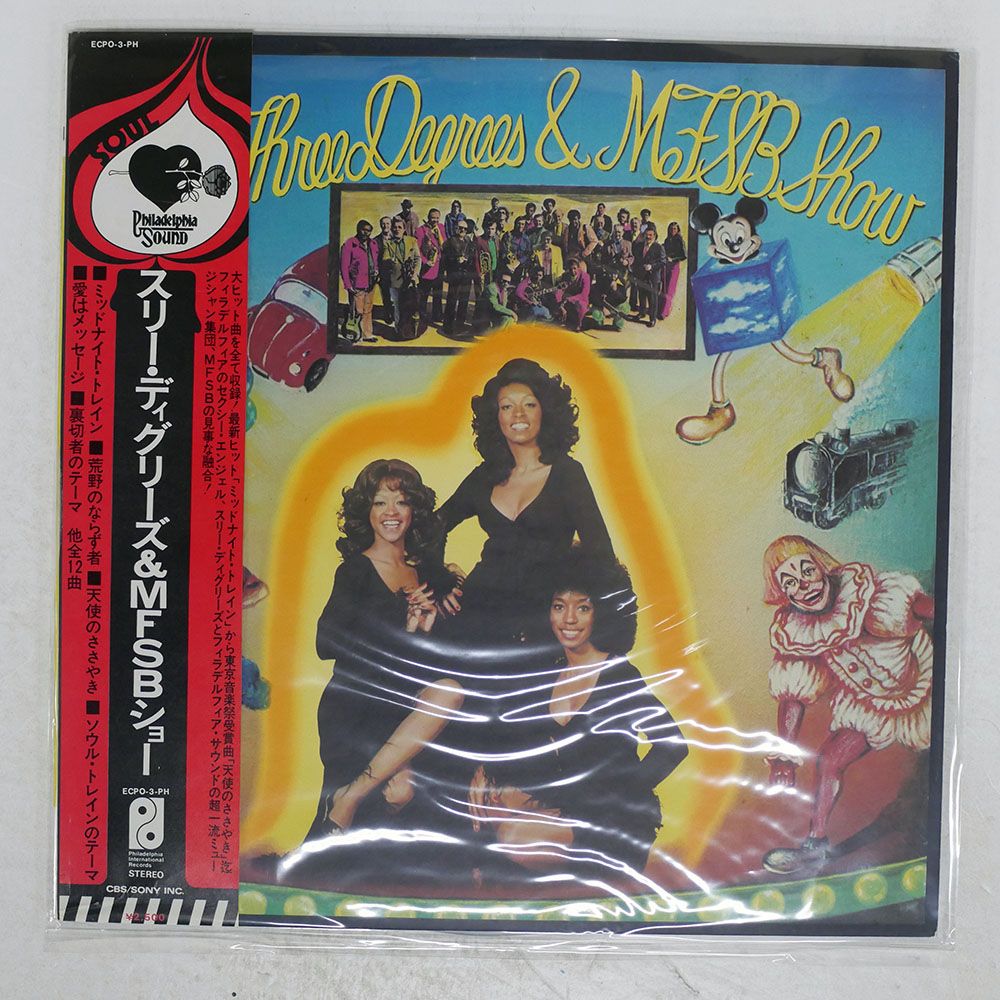 ECPO-3-PH
SOUL
Philadelphia
SOUND
Three Degrees & MFSB Show
スリー・ディグリーズ&MFSBショー
大ヒット曲を全て収録!最新ヒット「ミッドナイト・トレイン」から東京音楽祭受賞曲「天使のささやき」迄
フィラデルフィアのセクシー・エンジェル、スリー・ディグリーズとフィラデルフィア・サウンドの超一流ミュー
ジシャン集団、MFSBの見事な融合!
■ミッドナイト・トレイン ■荒野のならず者 ■天使のささやき ■ソウル・トレインのテーマ
■愛はメッセージ ■裏切者のテーマ 他全12曲
ECPO-3-PH
Philadelphia
International
Records
STEREO
CBS/SONY INC.
¥2,500